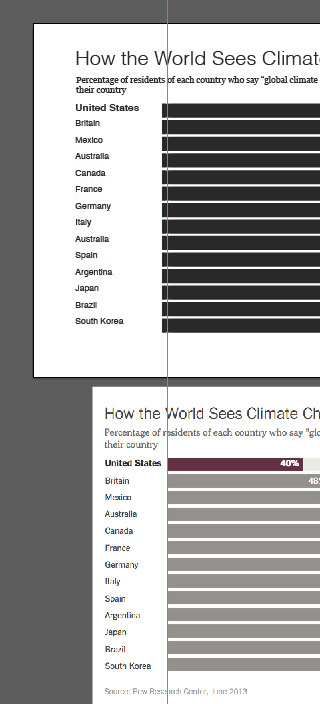 How the World Sees Climat
Percentage of residents of each country who say "global climate
their country
United States
Britain
Mexico
Australia
Canada
France
Germany
Italy
Australia
Spain
Argentina
Japan
Brazil
South Korea
How the World Sees Climate Ch
Percentage of residents of each country who say "glo
their country
United States 40%
Britain 48
Mexico
Australia
Canada
France
Germany
Italy
Spain
Argentina
Japan
Brazil
South Korea
Source: Pew Research Center, June 2013